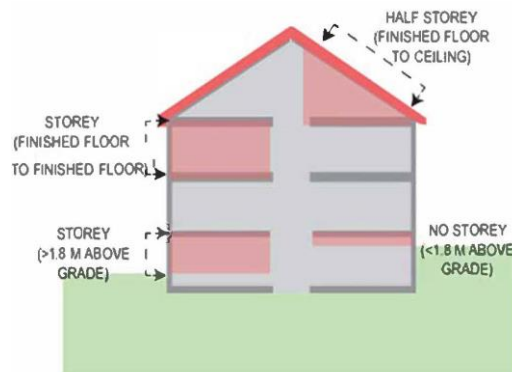 HALF STOREY
(FINISHED FLOOR
TO CEILING)
STOREY
(FINISHED FLOOR
TO FINISHED FLOOR)
STOREY
(>1.8 M ABOVE
GRADE)
NO STOREY
(<1.8 M ABOVE
GRADE)